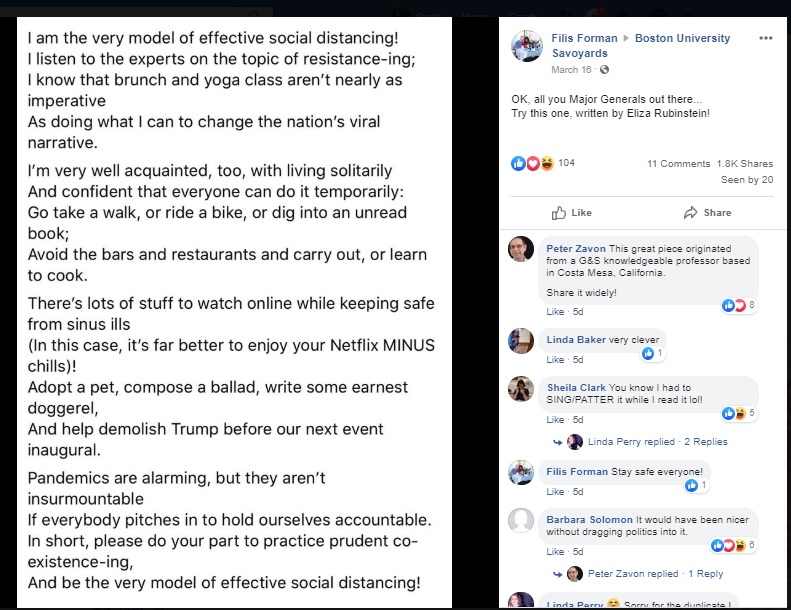 I am the very model of effective social distancing!
I listen to the experts on the topic of resistance-ing;
I know that brunch and yoga class aren't nearly as
imperative
As doing what I can to change the nation's viral
narrative.
I'm very well acquainted, too, with living solitarily
And confident that everyone can do it temporarily:
Go take a walk, or ride a bike, or dig into an unread
book;
Avoid the bars and restaurants and carry out, or learn
to cook.
There's lots of stuff to watch online while keeping safe
from sinus ills
(In this case, it's far better to enjoy your Netflix MINUS
chills)!
Adopt a pet, compose a ballad, write some earnest
doggerel,
And help demolish Trump before our next event
inaugural.
Pandemics are alarming, but they aren't
insurmountable
If everybody pitches in to hold ourselves accountable.
In short, please do your part to practice prudent co-
existence-ing,
And be the very model of effective social distancing!
Filis Forman ▸ Boston University
Savoyards
March 16 ·
OK, all you Major Generals out there...
Try this one, written by Eliza Rubinstein!
104
11 Comments 1.8K Shares
Seen by 20
Like Share
Peter Zavon This great piece originated
from a G&S knowledgeable professor based
in Costa Mesa, California.
Share it widely!
8
Like · 5d
Linda Baker very clever
1
Like · 5d
Sheila Clark You know I had to
SING/PATTER it while I read it lol!
5
Like · 5d
Linda Perry replied · 2 Replies
Filis Forman Stay safe everyone!
1
Like · 5d
Barbara Solomon It would have been nicer
without dragging politics into it.
6
Like · 5d
Peter Zavon replied · 1 Reply
Linda Perry 😊 Sorry for the duplicate !